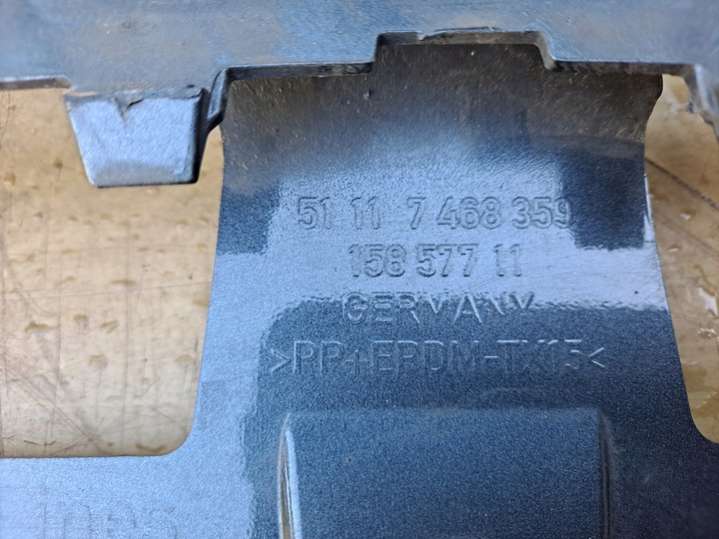 51 11 7 468 359
158 577 11
GERMANY
>PP+EPDM-TX15<